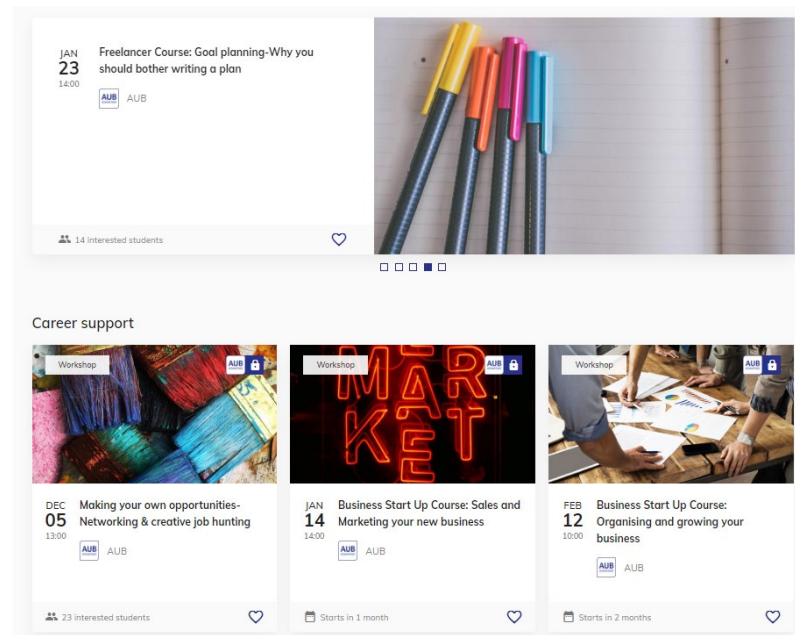 JAN
23
14:00
Freelancer Course: Goal planning-Why you
should bother writing a plan
AUB
AUB
14 interested students
Career support
Workshop
AUB
DEC
05
13:00
Making your own opportunities-
Networking & creative job hunting
AUB
AUB
23 interested students
Workshop
AUB
MAR
KET
JAN
14
14:00
Business Start Up Course: Sales and
Marketing your new business
AUB
AUB
Starts in 1 month
Workshop
AUB
FEB
12
10:00
Business Start Up Course:
Organising and growing your
business
AUB
AUB
Starts in 2 months